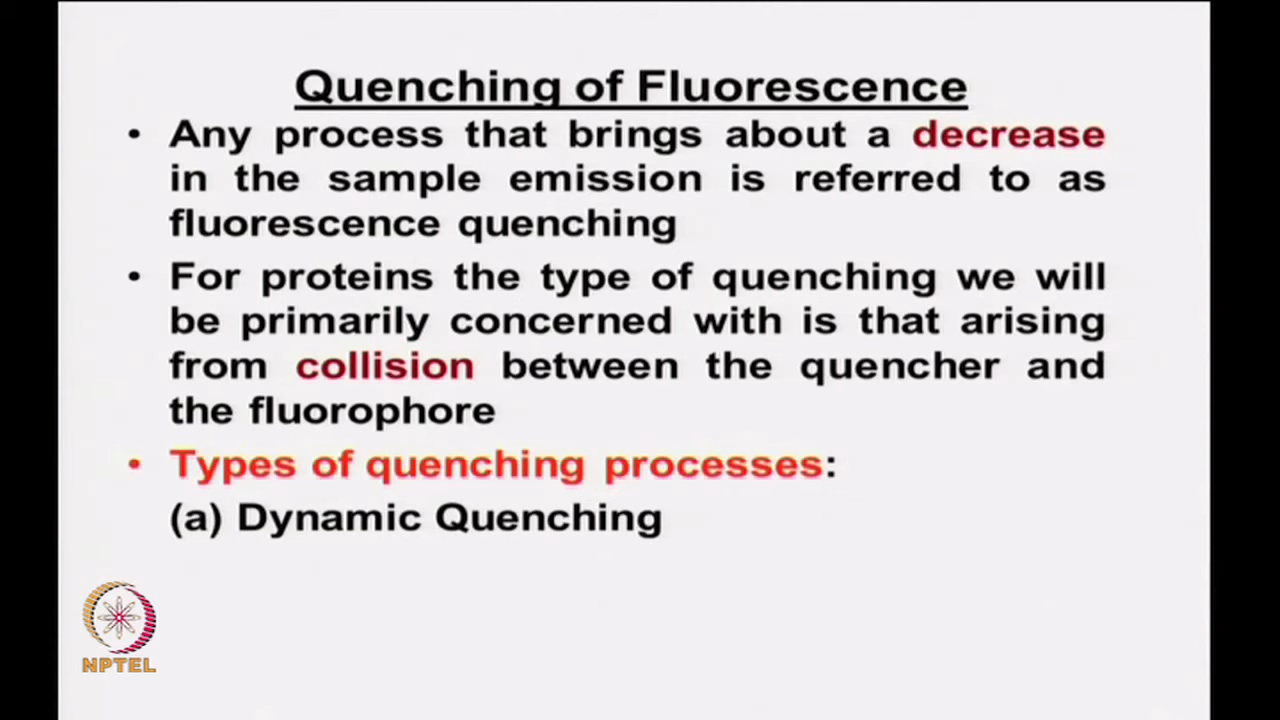 Quenching of Fluorescence
• Any process that brings about a decrease
in the sample emission is referred to as
fluorescence quenching
• For proteins the type of quenching we will
be primarily concerned with is that arising
from collision between the quencher and
the fluorophore
• Types of quenching processes:
(a) Dynamic Quenching
NPTEL